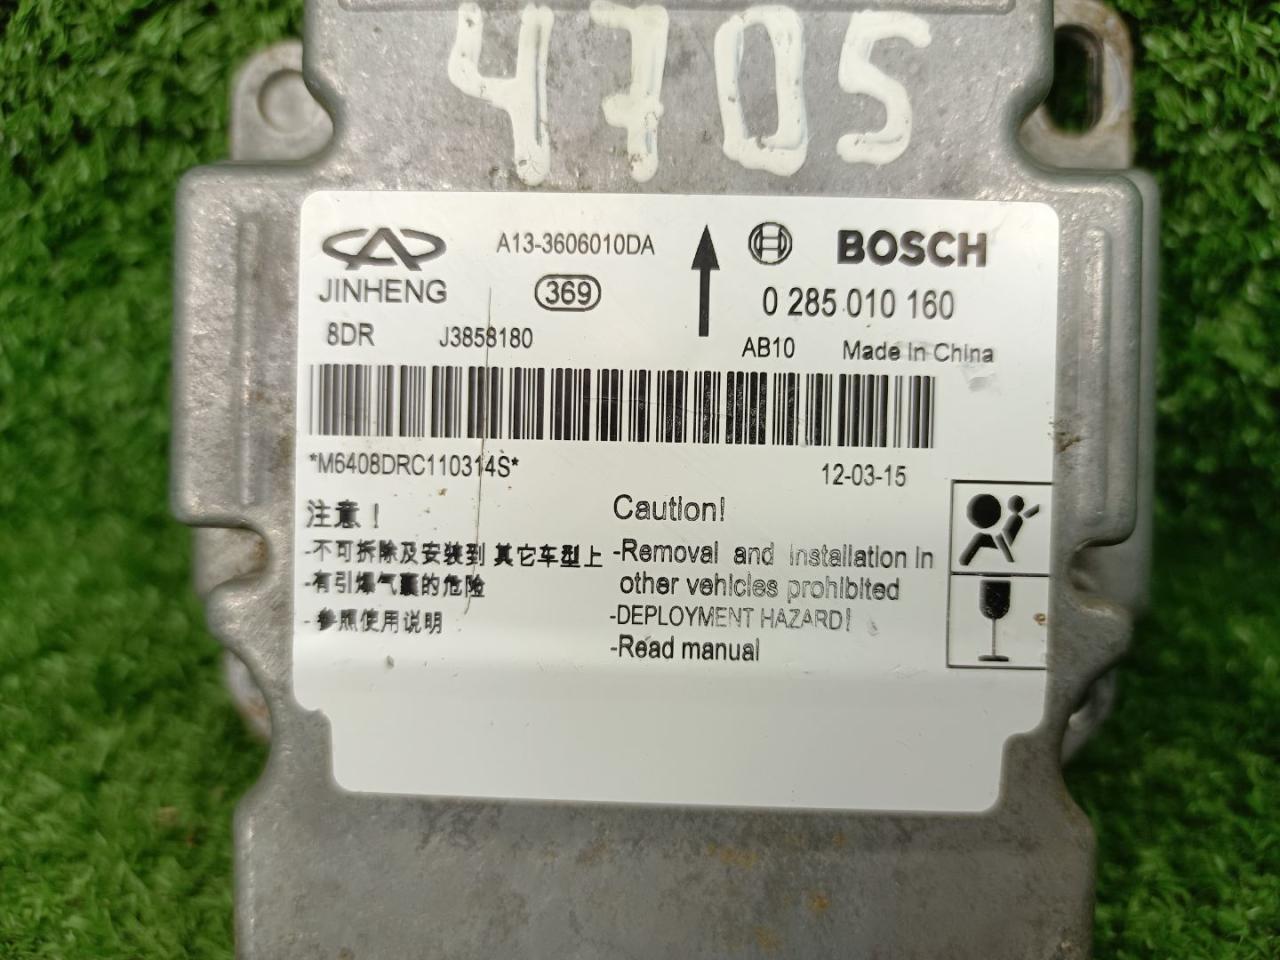 4705
A13-3606010DA
BOSCH
JINHENG
369
0 285 010 160
8DR J3858180
AB10 Made in China
*M6408DRC110314S*
12-03-15
注意！
-不可拆除及安装到 其它车型上
-有引爆气囊的危险
-参照使用说明
Caution!
-Removal and installation in
other vehicles prohibited
-DEPLOYMENT HAZARD!
-Read manual